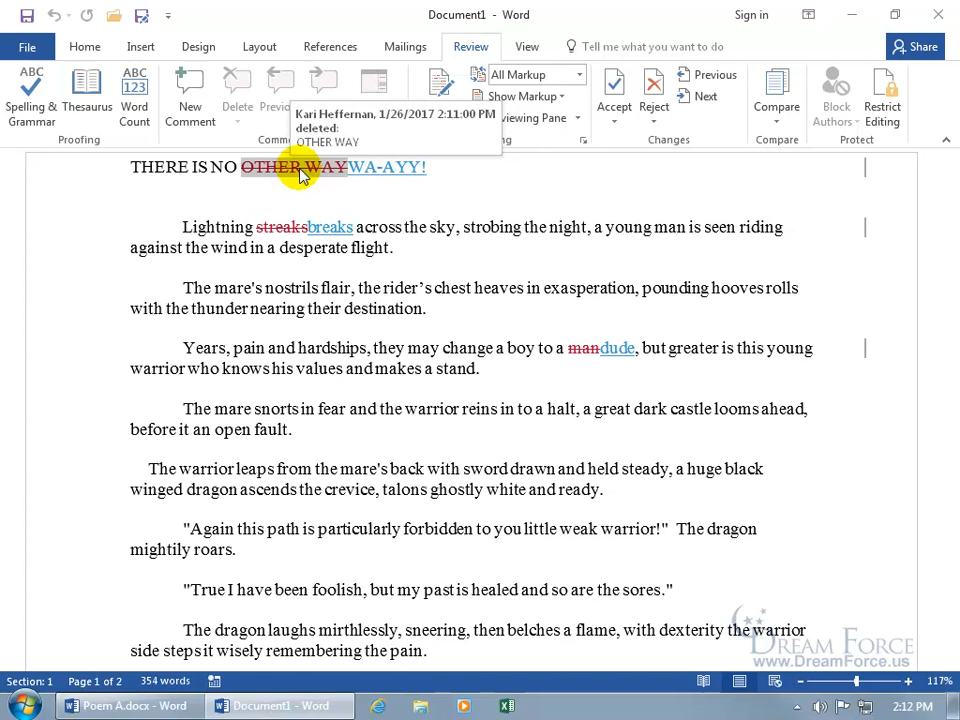 Document1 - Word
Sign in
File
Home
Insert
Design
Layout
References
Mailings
Review
View
Tell me what you want to do
Share
ABC
Spelling &
Grammar
Thesaurus
ABC
123
Word
Count
Proofing
New
Comment
Delete
All Markup
Show Markup
Accept
Reject
Previous
Next
Compare
Compare
Block
Authors
Restrict
Editing
Protect
Kari Heffernan, 1/26/2017 2:11:00 PM
deleted:
OTHER WAY
THERE IS NO OTHER WAYWA-AYY!
Lightning streaksbreaks across the sky, strobing the night, a young man is seen riding
against the wind in a desperate flight.
The mare's nostrils flair, the rider's chest heaves in exasperation, pounding hooves rolls
with the thunder nearing their destination.
Years, pain and hardships, they may change a boy to a mandude, but greater is this young
warrior who knows his values and makes a stand.
The mare snorts in fear and the warrior reins in to a halt, a great dark castle looms ahead,
before it an open fault.
The warrior leaps from the mare's back with sword drawn and held steady, a huge black
winged dragon ascends the crevice, talons ghostly white and ready.
"Again this path is particularly forbidden to you little weak warrior!"  The dragon
mightily roars.
"True I have been foolish, but my past is healed and so are the sores."
The dragon laughs mirthlessly, sneering, then belches a flame, with dexterity the warrior
side steps it wisely remembering the pain.
DREAM FORCE
www.DreamForce.us
Section: 1
Page 1 of 2
354 words
117%
Poem A.docx - Word
Document1 - Word
2:12 PM